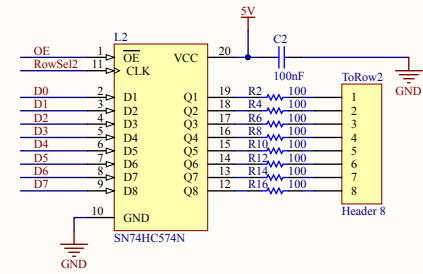 5V
L2
C2
OE 1 OE VCC 20
RowSel2 11 CLK
100nF
ToRow2
GND
D0 2 D1 Q1 19 R2 100 1
D1 3 D2 Q2 18 R4 100 2
D2 4 D3 Q3 17 R6 100 3
D3 5 D4 Q4 16 R8 100 4
D4 6 D5 Q5 15 R10 100 5
D5 7 D6 Q6 14 R12 100 6
D6 8 D7 Q7 13 R14 100 7
D7 9 D8 Q8 12 R16 100 8
10 GND
Header 8
SN74HC574N
GND